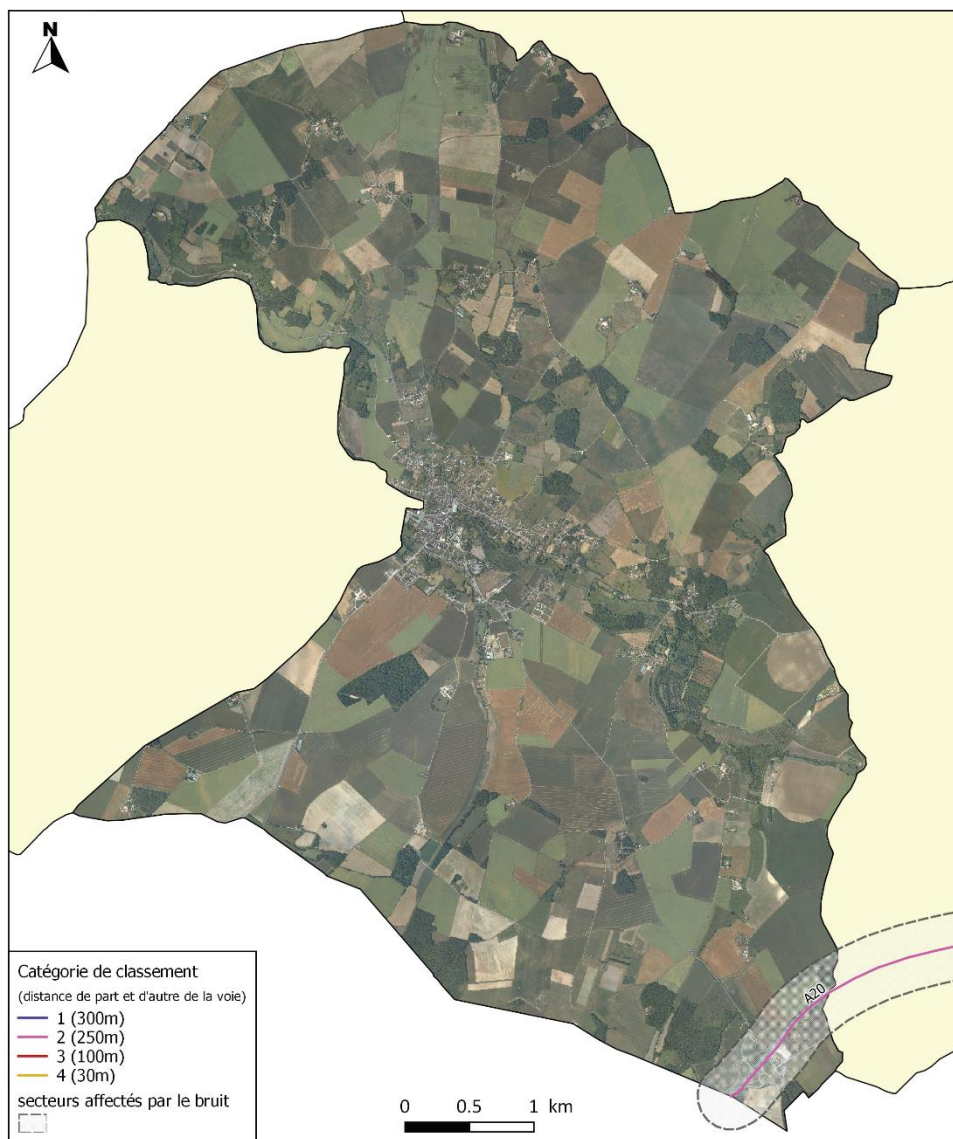 N
A20
Catégorie de classement
(distance de part et d'autre de la voie)
1 (300m)
2 (250m)
3 (100m)
4 (30m)
secteurs affectés par le bruit
0 0.5 1 km